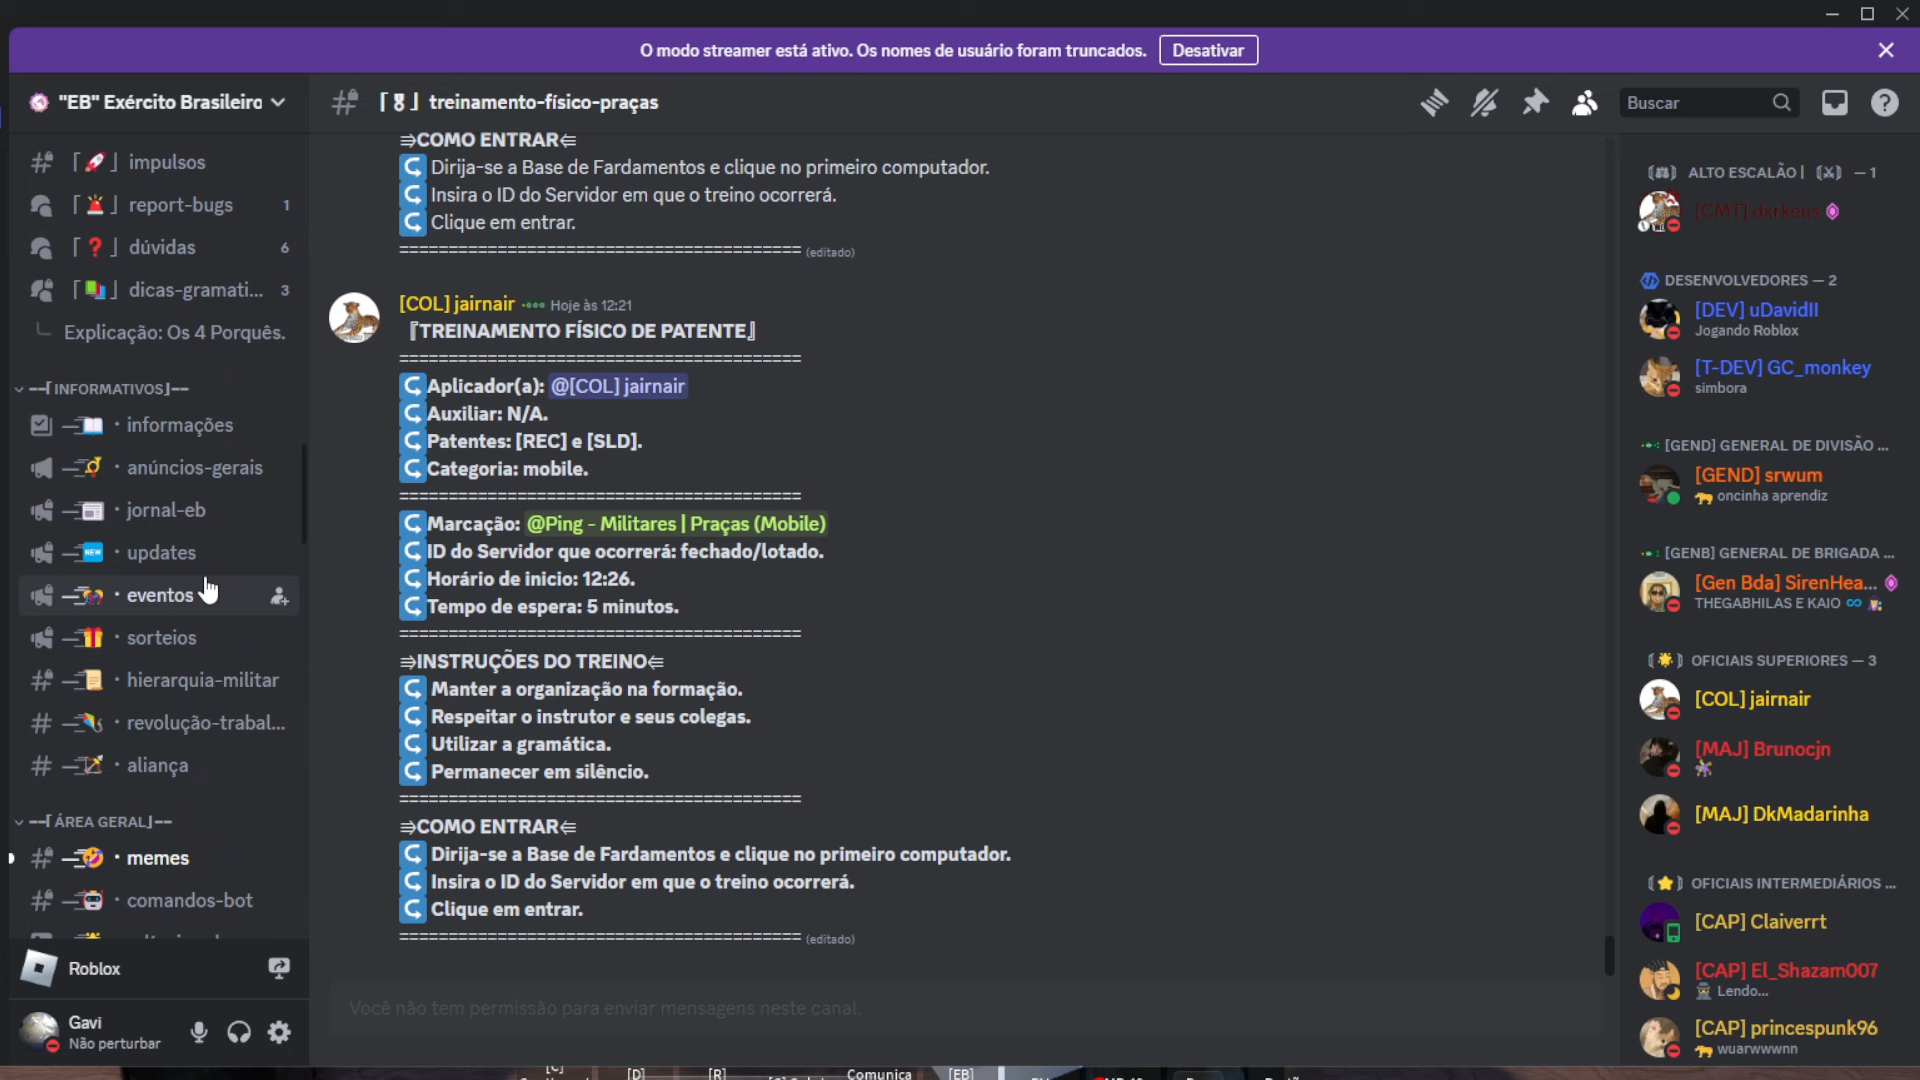 O modo streamer está ativo. Os nomes de usuário foram truncados. Desativar
"EB" Exército Brasileiro
impulsos
report-bugs 1
dúvidas 6
dicas-gramati... 3
Explicação: Os 4 Porquês.
—⌈INFORMATIVOS⌋—
informações
anúncios-gerais
jornal-eb
updates
eventos
sorteios
hierarquia-militar
revolução-trabal...
aliança
—⌈ÁREA GERAL⌋—
memes
comandos-bot
Roblox
Gavi
Não perturbar
treinamento-físico-praças
Buscar
⇛COMO ENTRAR⇚
Dirija-se a Base de Fardamentos e clique no primeiro computador.
Insira o ID do Servidor em que o treino ocorrerá.
Clique em entrar.
========================================= (editado)
[COL] jairnair Hoje às 12:21
『TREINAMENTO FÍSICO DE PATENTE』
=========================================
Aplicador(a): @[COL] jairnair
Auxiliar: N/A.
Patentes: [REC] e [SLD].
Categoria: mobile.
=========================================
Marcação: @Ping - Militares | Praças (Mobile)
ID do Servidor que ocorrerá: fechado/lotado.
Horário de inicio: 12:26.
Tempo de espera: 5 minutos.
=========================================
⇛INSTRUÇÕES DO TREINO⇚
Manter a organização na formação.
Respeitar o instrutor e seus colegas.
Utilizar a gramática.
Permanecer em silêncio.
=========================================
⇛COMO ENTRAR⇚
Dirija-se a Base de Fardamentos e clique no primeiro computador.
Insira o ID do Servidor em que o treino ocorrerá.
Clique em entrar.
========================================= (editado)
Você não tem permissão para enviar mensagens neste canal.
ALTO ESCALÃO | — 1
[CMT] dxrkeus
DESENVOLVEDORES — 2
[DEV] uDavidII
Jogando Roblox
[T-DEV] GC_monkey
simbora
[GEND] GENERAL DE DIVISÃO ...
[GEND] srwum
oncinha aprendiz
[GENB] GENERAL DE BRIGADA ...
[Gen Bda] SirenHea...
THEGABHILAS E KAIO
OFICIAIS SUPERIORES — 3
[COL] jairnair
[MAJ] Brunocjn
[MAJ] DkMadarinha
OFICIAIS INTERMEDIÁRIOS ...
[CAP] Claiverrt
[CAP] El_Shazam007
Lendo...
[CAP] princespunk96
wuarwwwnn
[C] [D] [R] Comunica [EB]